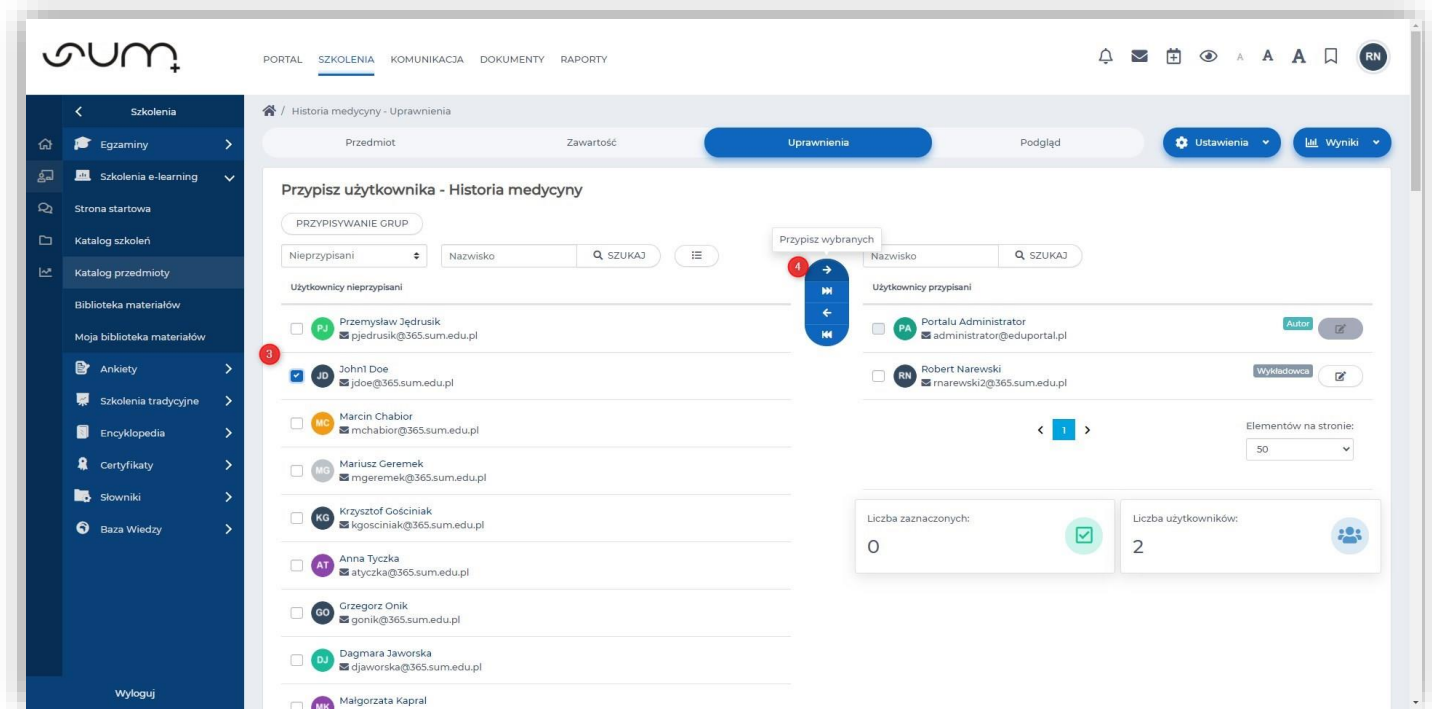 sum+
PORTAL SZKOLENIA KOMUNIKACJA DOKUMENTY RAPORTY
A A A
RN
Szkolenia
Egzaminy
Szkolenia e-learning
Strona startowa
Katalog szkoleń
Katalog przedmioty
Biblioteka materiałów
Moja biblioteka materiałów
Ankiety
Szkolenia tradycyjne
Encyklopedia
Certyfikaty
Słowniki
Baza Wiedzy
Wyloguj
/ Historia medycyny - Uprawnienia
Przedmiot Zawartość Uprawnienia Podgląd Ustawienia Wyniki
Przypisz użytkownika - Historia medycyny
PRZYPISYWANIE GRUP
Nieprzypisani Nazwisko SZUKAJ
Użytkownicy nieprzypisani
PJ Przemysław Jędrusik
pjedrusik@365.sum.edu.pl
3
JD John1 Doe
jdoe@365.sum.edu.pl
MC Marcin Chabior
mchabior@365.sum.edu.pl
MG Mariusz Geremek
mgeremek@365.sum.edu.pl
KG Krzysztof Gościniak
kgosciniak@365.sum.edu.pl
AT Anna Tyczka
atyczka@365.sum.edu.pl
GO Grzegorz Onik
gonik@365.sum.edu.pl
DJ Dagmara Jaworska
djaworska@365.sum.edu.pl
MK Małgorzata Kapral
Przypisz wybranych
4
Nazwisko SZUKAJ
Użytkownicy przypisani
PA Portalu Administrator Autor
administrator@eduportal.pl
RN Robert Narewski Wykładowca
rnarewski2@365.sum.edu.pl
1
Elementów na stronie:
50
Liczba zaznaczonych:
0
Liczba użytkowników:
2